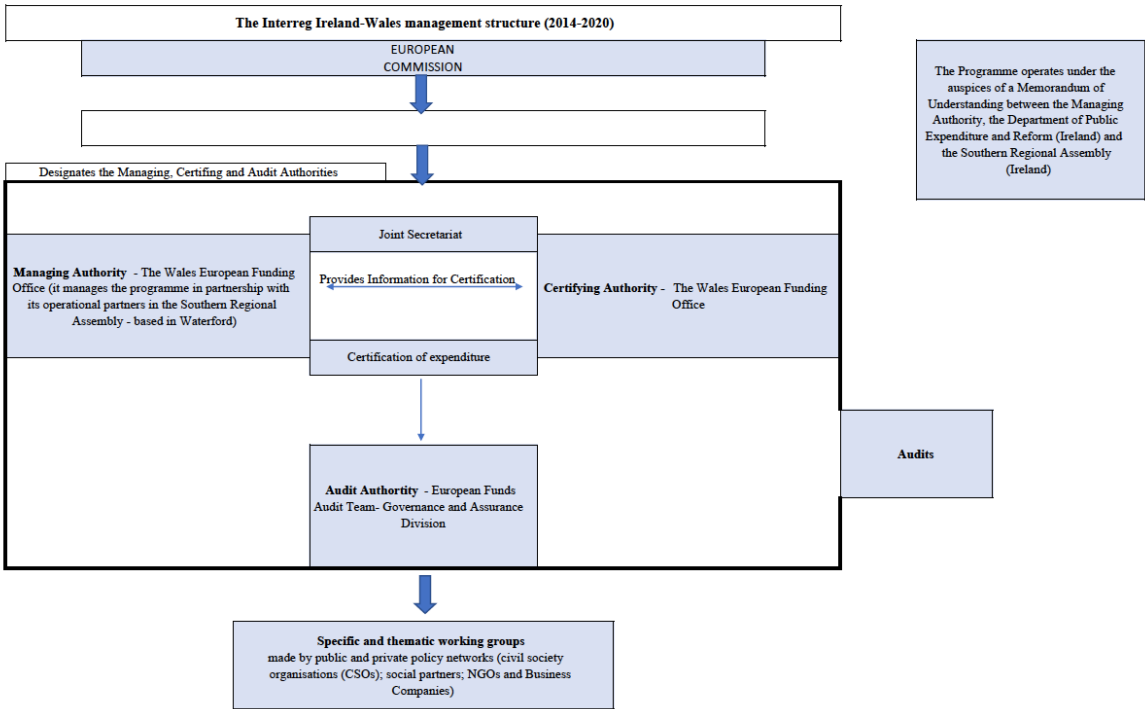 The Interreg Ireland-Wales management structure (2014-2020)
EUROPEAN
COMMISSION
The Programme operates under the
auspices of a Memorandum of
Understanding between the Managing
Authority, the Department of Public
Expenditure and Reform (Ireland) and
the Southern Regional Assembly
(Ireland)
Designates the Managing, Certifing and Audit Authorities
Joint Secretariat
Managing Authority - The Wales European Funding
Office (it manages the programme in partnership with
its operational partners in the Southern Regional
Assembly - based in Waterford)
Provides Information for Certification
Certifying Authority - The Wales European Funding
Office
Certification of expenditure
Audit Authortity - European Funds
Audit Team- Governance and Assurance
Division
Audits
Specific and thematic working groups
made by public and private policy networks (civil society
organisations (CSOs); social partners; NGOs and Business
Companies)